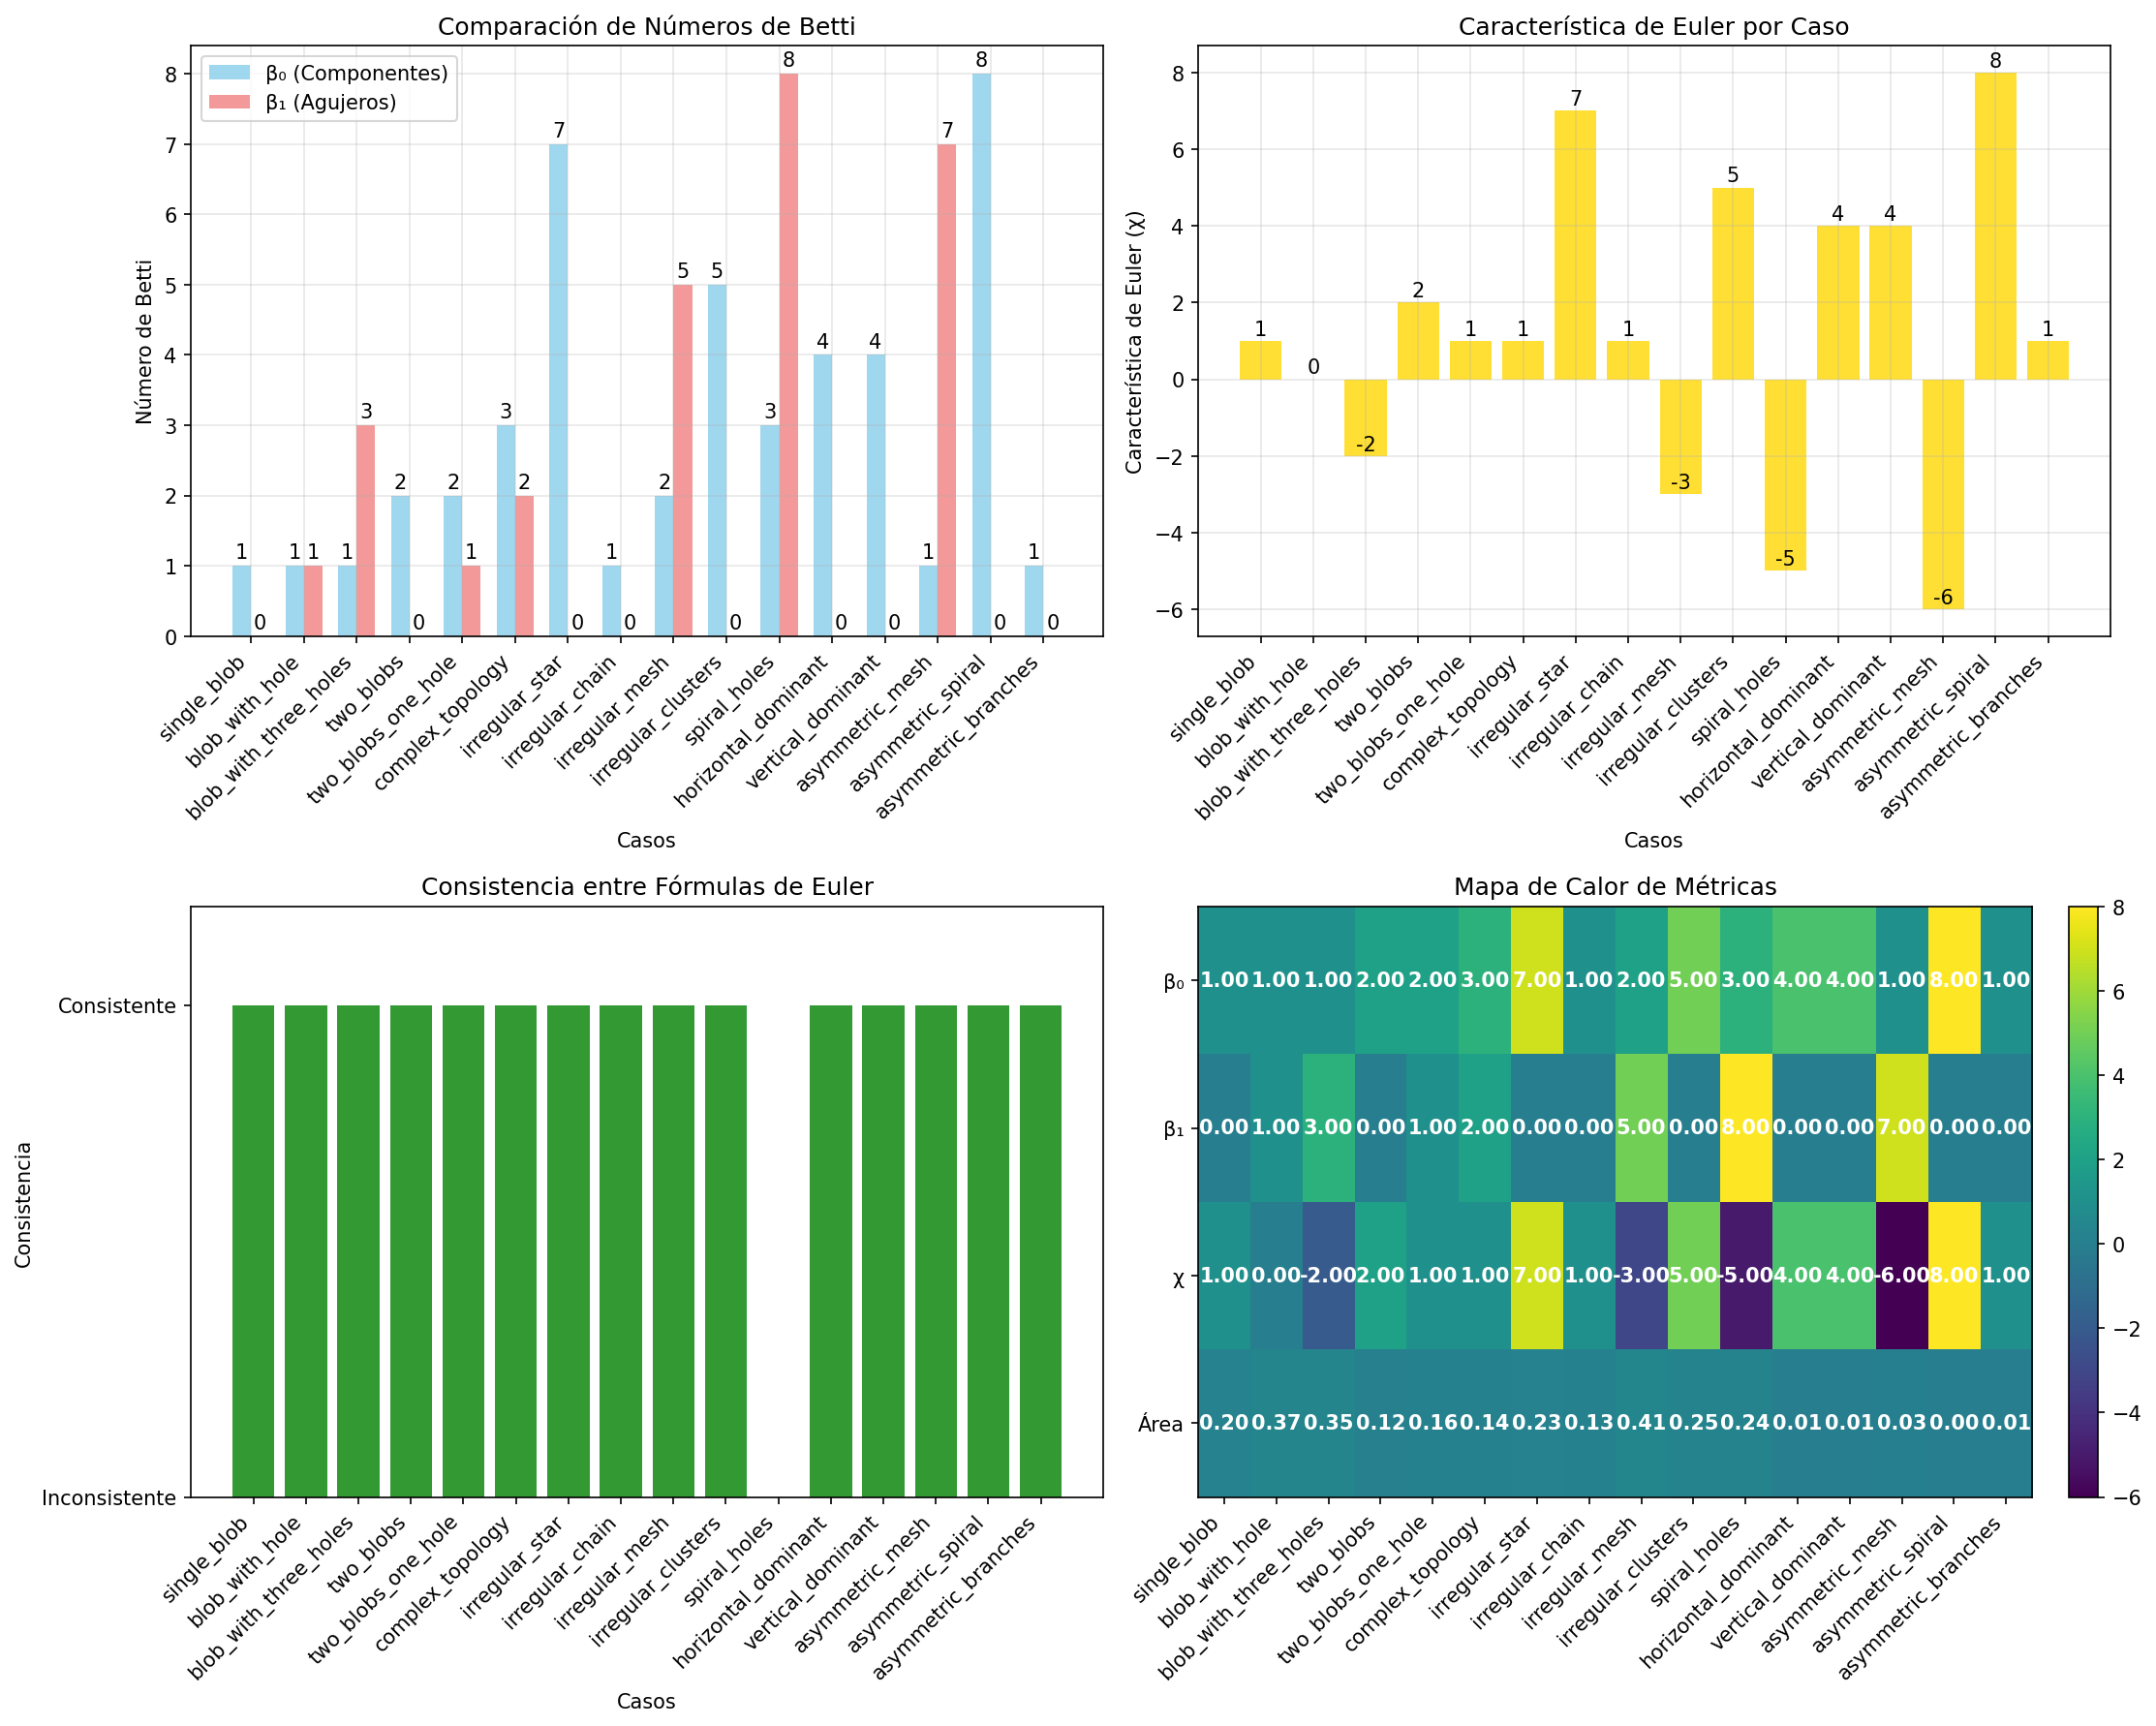 Comparación de Números de Betti
β₀ (Componentes)
β₁ (Agujeros)
Número de Betti
8
7
6
5
4
3
2
1
0
1 0 1 1 1 3 2 0 2 1 3 2 7 0 1 0 2 5 5 0 3 8 4 0 4 0 1 7 8 0 1 0
single_blob
blob_with_hole
blob_with_three_holes
two_blobs
two_blobs_one_hole
complex_topology
irregular_star
irregular_chain
irregular_mesh
irregular_clusters
spiral_holes
horizontal_dominant
vertical_dominant
asymmetric_mesh
asymmetric_spiral
asymmetric_branches
Casos
Característica de Euler por Caso
Característica de Euler (χ)
8
6
4
2
0
−2
−4
−6
1 0 -2 2 1 1 7 1 -3 5 -5 4 4 -6 8 1
single_blob
blob_with_hole
blob_with_three_holes
two_blobs
two_blobs_one_hole
complex_topology
irregular_star
irregular_chain
irregular_mesh
irregular_clusters
spiral_holes
horizontal_dominant
vertical_dominant
asymmetric_mesh
asymmetric_spiral
asymmetric_branches
Casos
Consistencia entre Fórmulas de Euler
Consistencia
Consistente
Inconsistente
single_blob
blob_with_hole
blob_with_three_holes
two_blobs
two_blobs_one_hole
complex_topology
irregular_star
irregular_chain
irregular_mesh
irregular_clusters
spiral_holes
horizontal_dominant
vertical_dominant
asymmetric_mesh
asymmetric_spiral
asymmetric_branches
Casos
Mapa de Calor de Métricas
β₀ 1.00 1.00 1.00 2.00 2.00 3.00 7.00 1.00 2.00 5.00 3.00 4.00 4.00 1.00 8.00 1.00
β₁ 0.00 1.00 3.00 0.00 1.00 2.00 0.00 0.00 5.00 0.00 8.00 0.00 0.00 7.00 0.00 0.00
χ 1.00 0.00 -2.00 2.00 1.00 1.00 7.00 1.00 -3.00 5.00 -5.00 4.00 4.00 -6.00 8.00 1.00
Área 0.20 0.37 0.35 0.12 0.16 0.14 0.23 0.13 0.41 0.25 0.24 0.01 0.01 0.03 0.00 0.01
single_blob
blob_with_hole
blob_with_three_holes
two_blobs
two_blobs_one_hole
complex_topology
irregular_star
irregular_chain
irregular_mesh
irregular_clusters
spiral_holes
horizontal_dominant
vertical_dominant
asymmetric_mesh
asymmetric_spiral
asymmetric_branches
8
6
4
2
0
−2
−4
−6